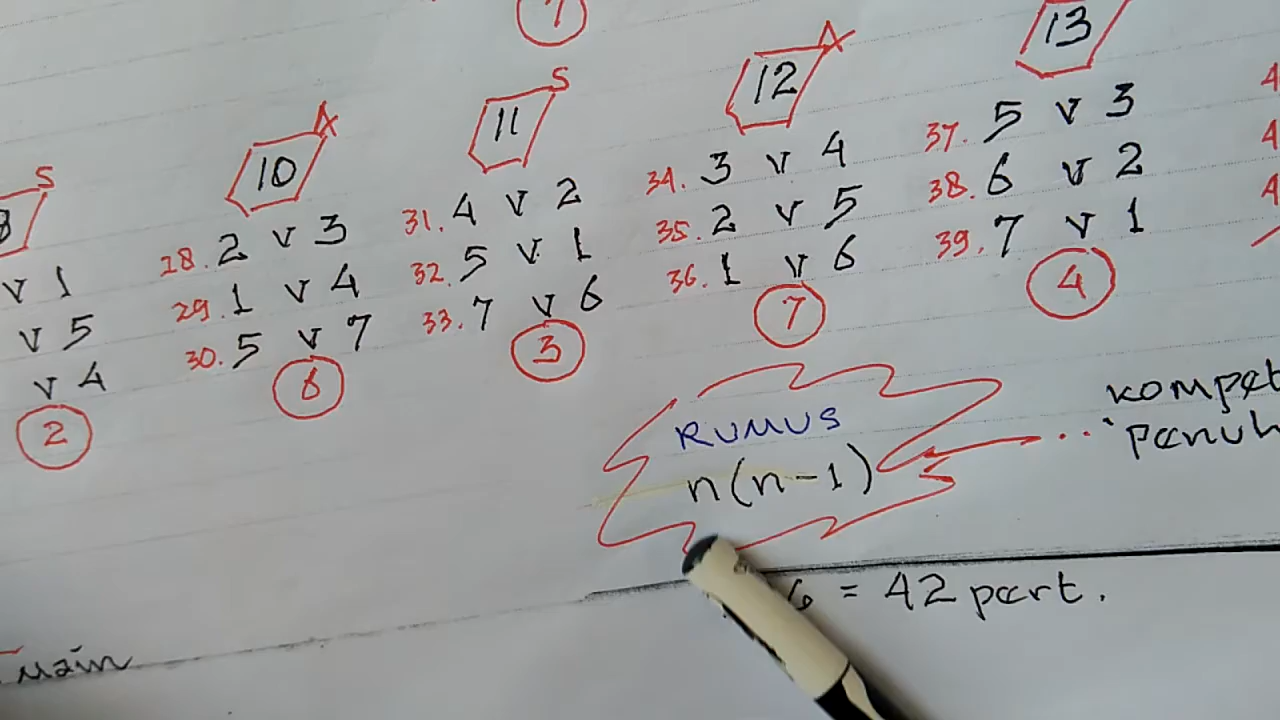 13
12 A
11 S
10 A
S
37. 5 v 3
38. 6 v 2
39. 7 v 1
4
34. 3 v 4
35. 2 v 5
36. 1 v 6
7
31. 4 v 2
32. 5 v 1
33. 7 v 6
3
28. 2 v 3
29. 1 v 4
30. 5 v 7
6
v 1
v 5
v 4
2
RUMUS
n(n-1)
6 = 42 part.
main